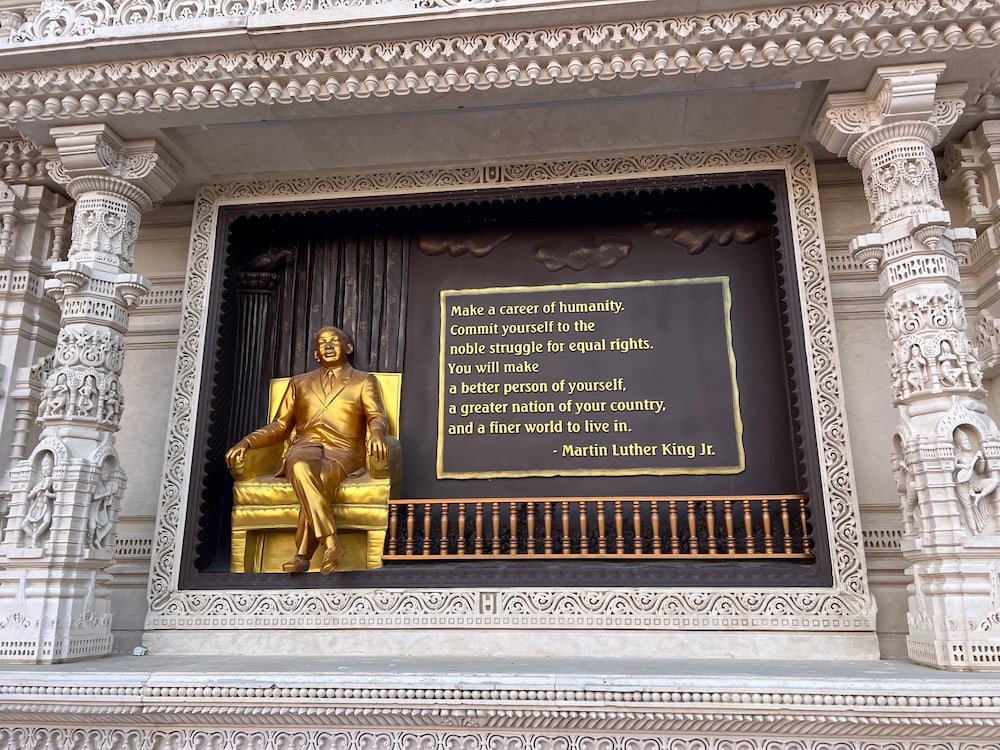 Make a career of humanity.
Commit yourself to the
noble struggle for equal rights.
You will make
a better person of yourself,
a greater nation of your country,
and a finer world to live in.
- Martin Luther King Jr.